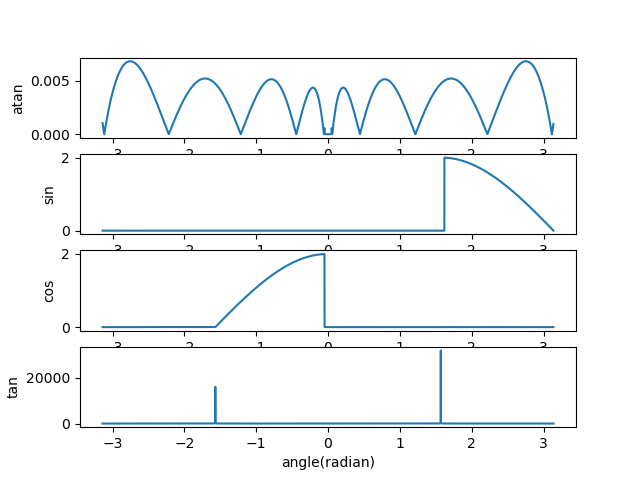 0.005
0.000
atan
−3 −2 −1 0 1 2 3
2
0
sin
−3 −2 −1 0 1 2 3
2
0
cos
−3 −2 −1 0 1 2 3
20000
0
tan
−3 −2 −1 0 1 2 3
angle(radian)